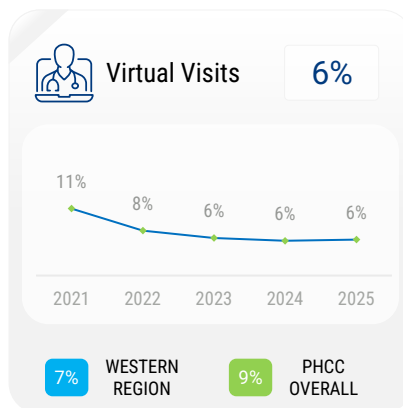 Virtual Visits
6%
11%
8%
6%
6%
6%
2021
2022
2023
2024
2025
7%
WESTERN
REGION
9%
PHCC
OVERALL